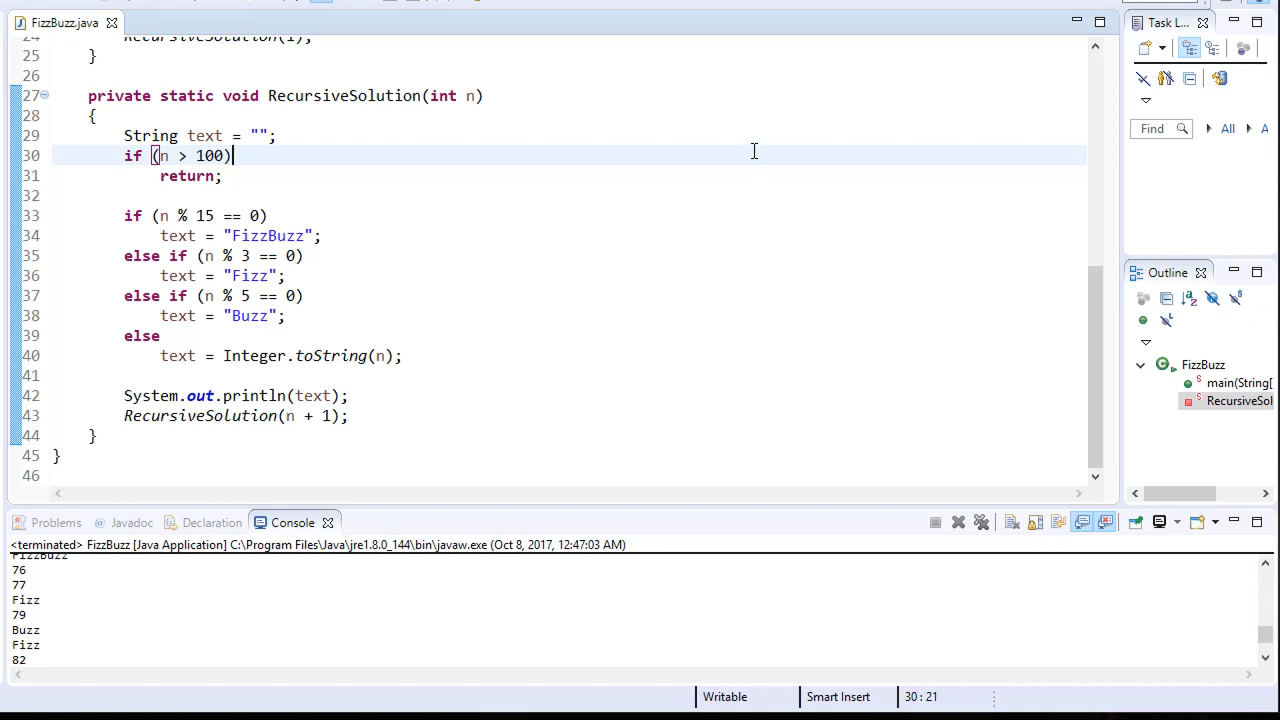 FizzBuzz.java
Task L...
24 RecursiveSolution(1);
25 }
26
27 private static void RecursiveSolution(int n)
28 {
29 String text = "";
30 if (n > 100)
31 return;
32
33 if (n % 15 == 0)
34 text = "FizzBuzz";
35 else if (n % 3 == 0)
36 text = "Fizz";
37 else if (n % 5 == 0)
38 text = "Buzz";
39 else
40 text = Integer.toString(n);
41
42 System.out.println(text);
43 RecursiveSolution(n + 1);
44 }
45 }
46
Find All A
Outline
FizzBuzz
main(String[
RecursiveSol
Problems @ Javadoc Declaration Console
<terminated> FizzBuzz [Java Application] C:\Program Files\Java\jre1.8.0_144\bin\javaw.exe (Oct 8, 2017, 12:47:03 AM)
FizzBuzz
76
77
Fizz
79
Buzz
Fizz
82
Writable Smart Insert 30 : 21